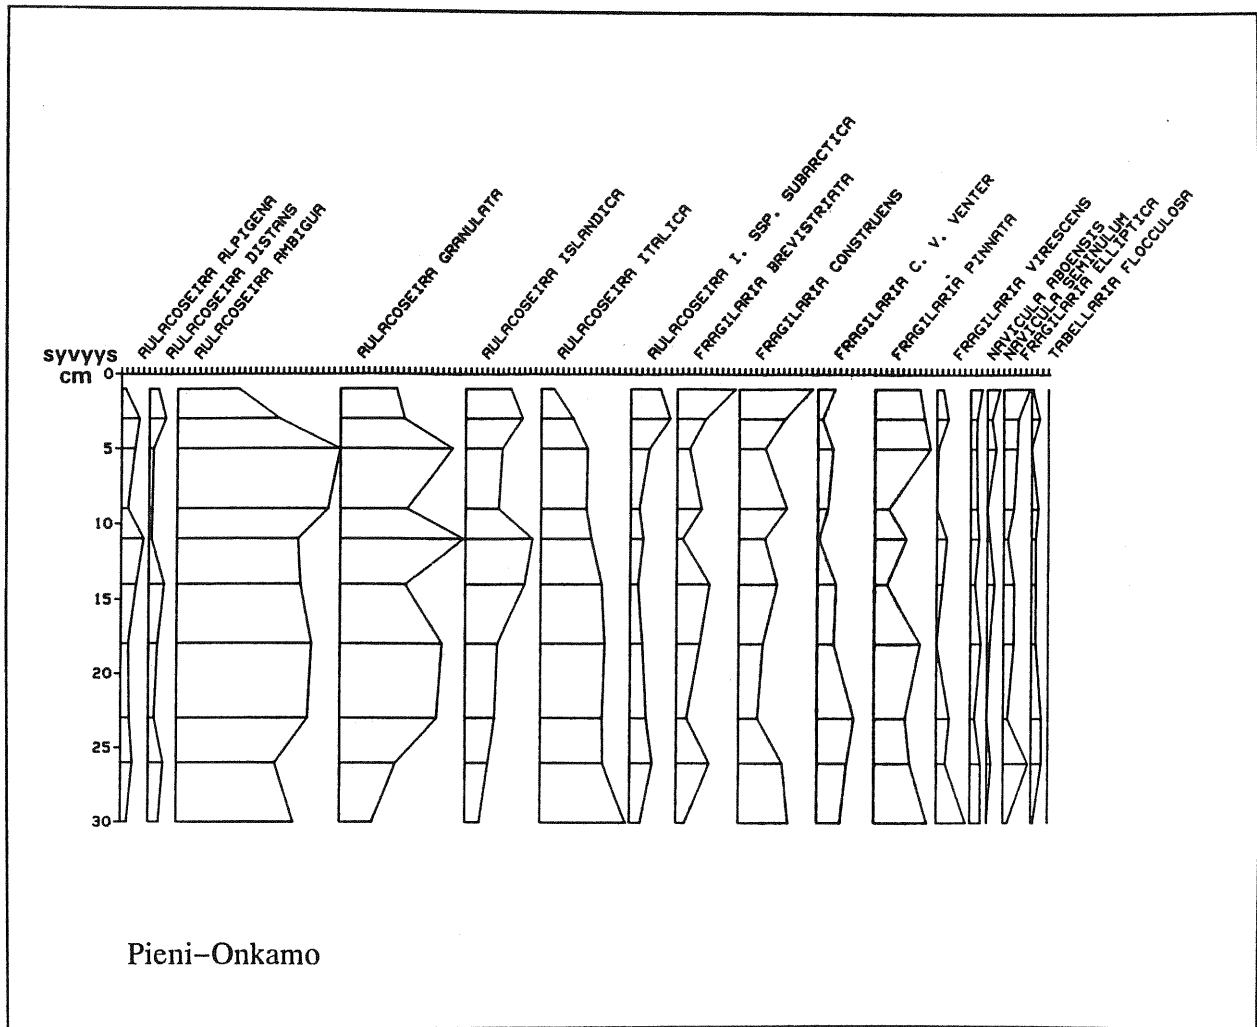 AULACOSEIRA ALPIGENA
AULACOSEIRA DISTANS
AULACOSEIRA AMBIGUA
AULACOSEIRA GRANULATA
AULACOSEIRA ISLANDICA
AULACOSEIRA ITALICA
AULACOSEIRA I. SSP. SUBARCTICA
FRAGILARIA BREVISTRIATA
FRAGILARIA CONSTRUENS
FRAGILARIA C. V. VENTER
FRAGILARIA PINNATA
FRAGILARIA VIRESCENS
NAVICULA ABOENSIS
NAVICULA SEMINULUM
FRAGILARIA ELLIPTICA
TABELLARIA FLOCCULOSA
syvyys
cm
0
5
10
15
20
25
30
Pieni-Onkamo